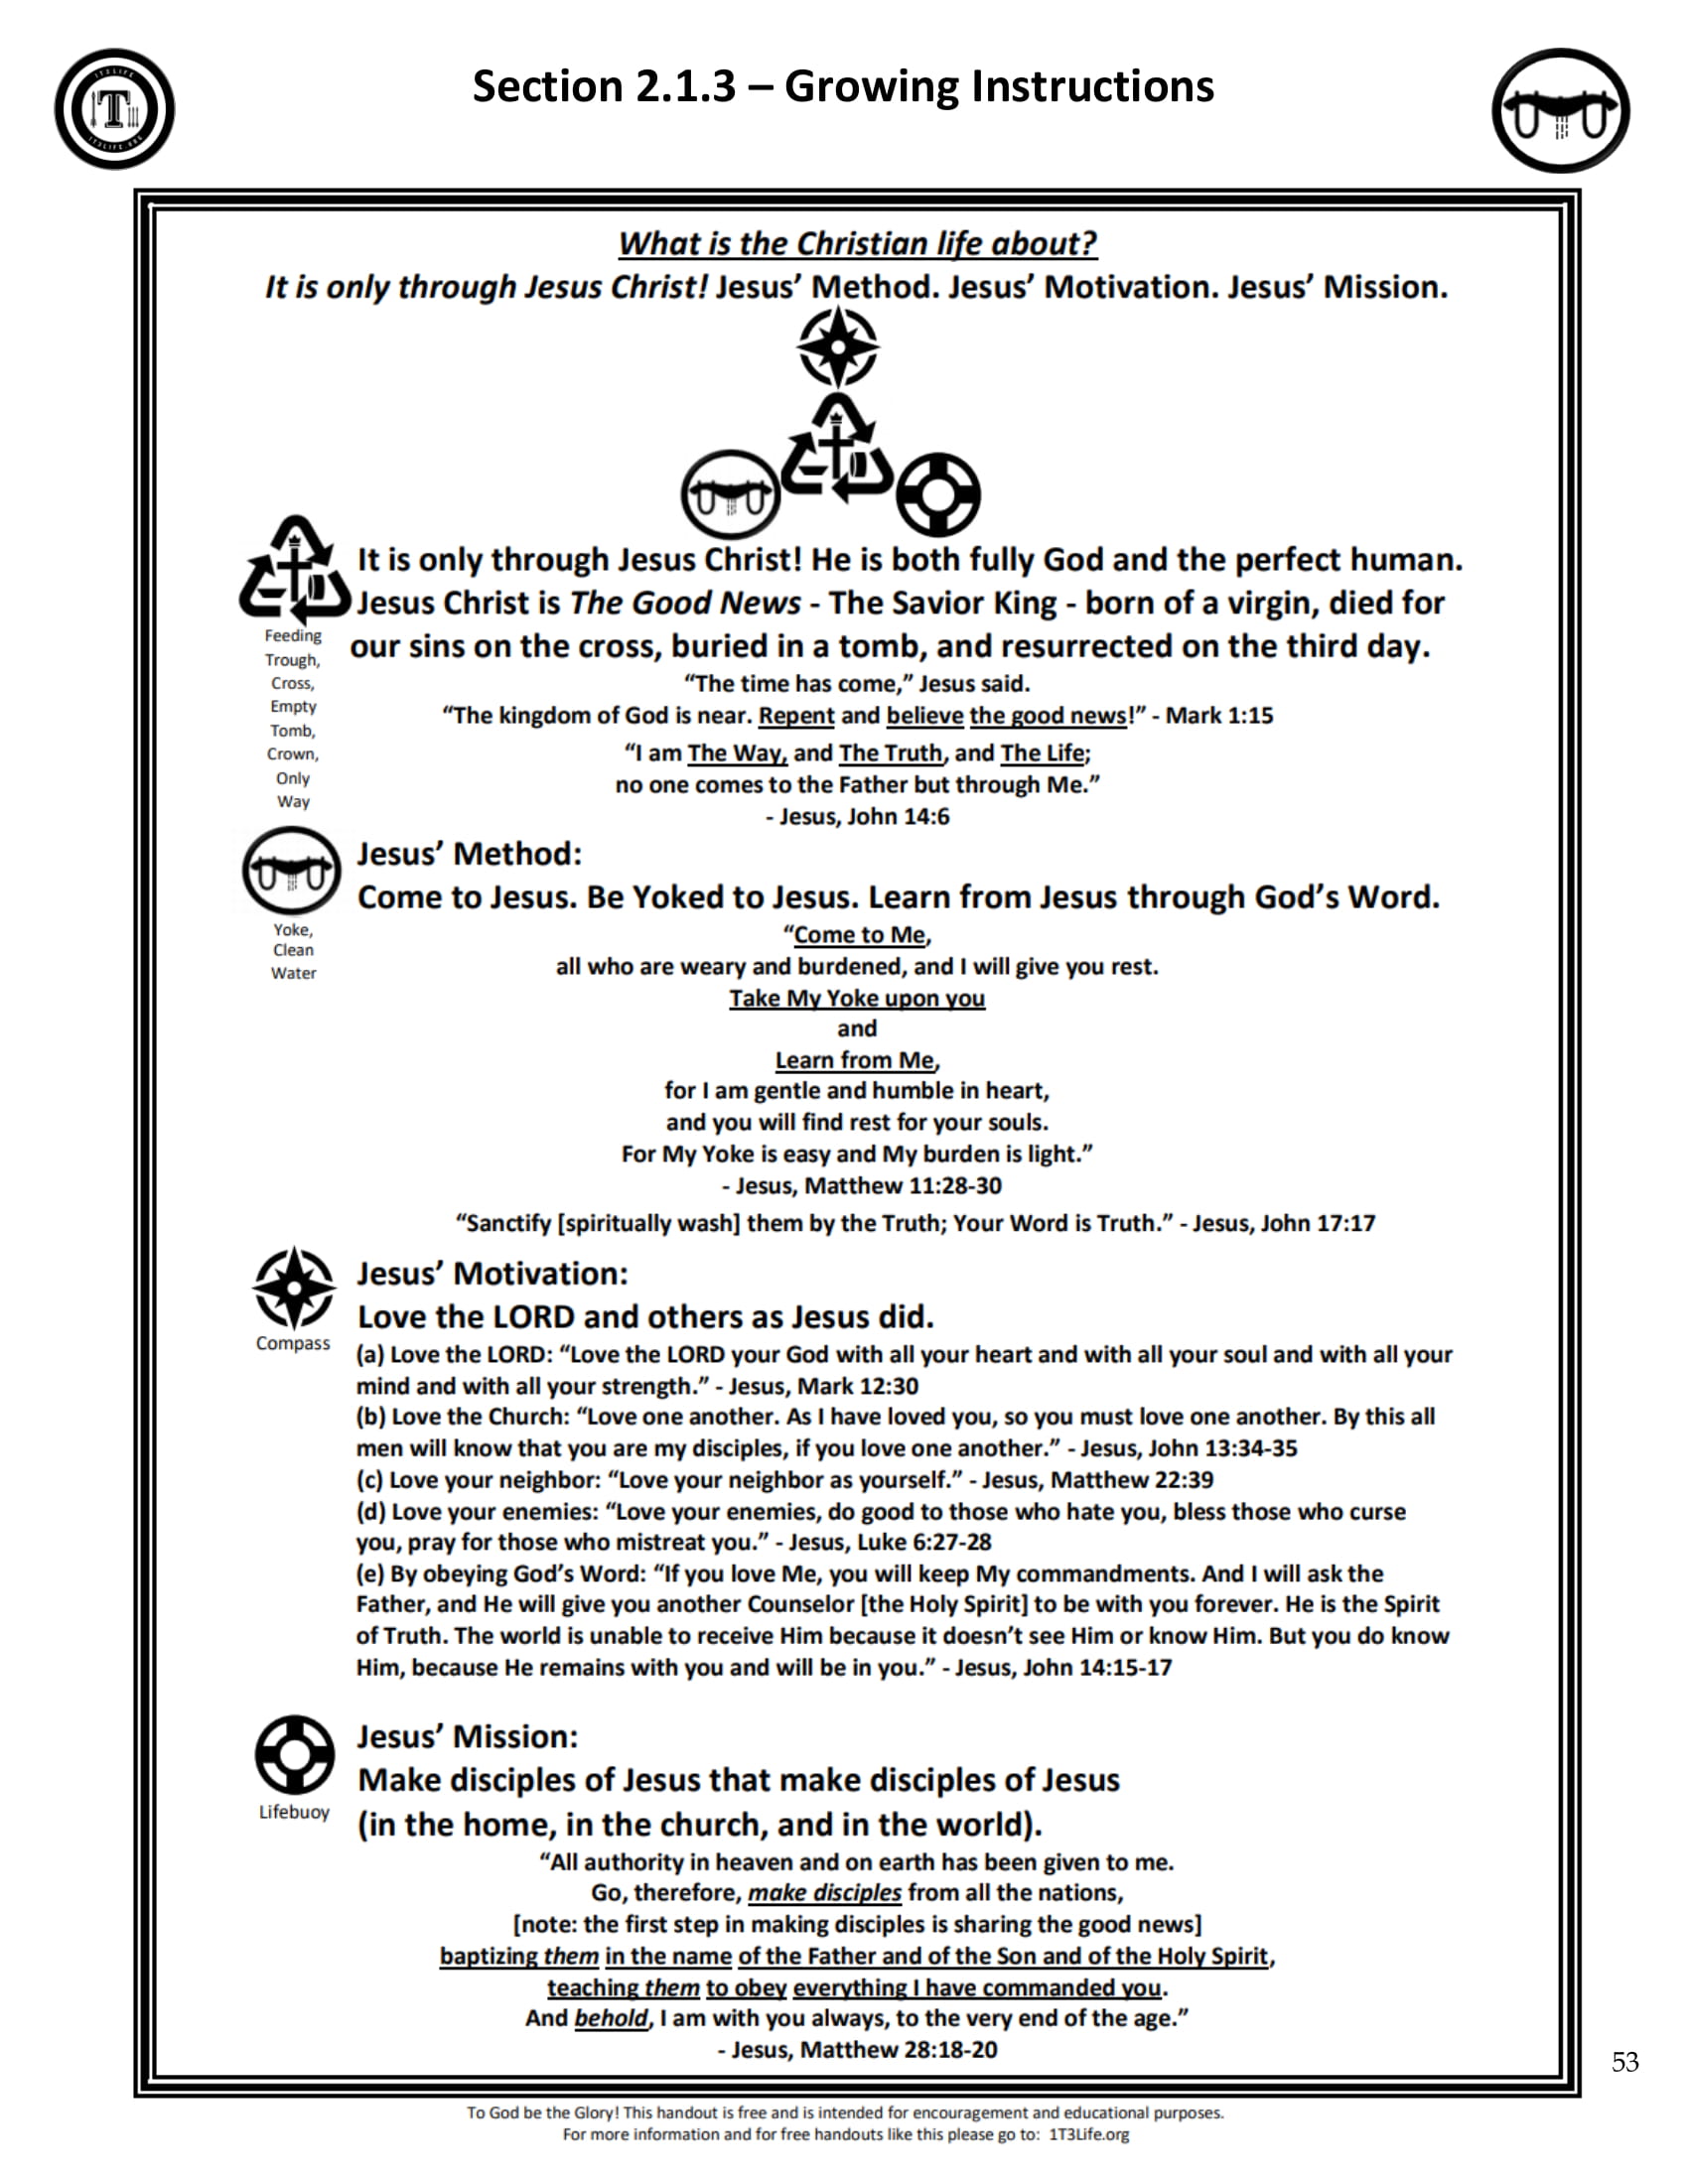 Section 2.1.3 – Growing Instructions
1T3LIFE
T
1T3LIFE.ORG
What is the Christian life about?
It is only through Jesus Christ! Jesus’ Method. Jesus’ Motivation. Jesus’ Mission.
It is only through Jesus Christ! He is both fully God and the perfect human.
Jesus Christ is The Good News - The Savior King - born of a virgin, died for
our sins on the cross, buried in a tomb, and resurrected on the third day.
Feeding
Trough,
Cross,
Empty
Tomb,
Crown,
Only
Way
“The time has come,” Jesus said.
“The kingdom of God is near. Repent and believe the good news!” - Mark 1:15
“I am The Way, and The Truth, and The Life;
no one comes to the Father but through Me.”
- Jesus, John 14:6
Jesus’ Method:
Come to Jesus. Be Yoked to Jesus. Learn from Jesus through God’s Word.
Yoke,
Clean
Water
“Come to Me,
all who are weary and burdened, and I will give you rest.
Take My Yoke upon you
and
Learn from Me,
for I am gentle and humble in heart,
and you will find rest for your souls.
For My Yoke is easy and My burden is light.”
- Jesus, Matthew 11:28-30
“Sanctify [spiritually wash] them by the Truth; Your Word is Truth.” - Jesus, John 17:17
Jesus’ Motivation:
Love the LORD and others as Jesus did.
Compass
(a) Love the LORD: “Love the LORD your God with all your heart and with all your soul and with all your
mind and with all your strength.” - Jesus, Mark 12:30
(b) Love the Church: “Love one another. As I have loved you, so you must love one another. By this all
men will know that you are my disciples, if you love one another.” - Jesus, John 13:34-35
(c) Love your neighbor: “Love your neighbor as yourself.” - Jesus, Matthew 22:39
(d) Love your enemies: “Love your enemies, do good to those who hate you, bless those who curse
you, pray for those who mistreat you.” - Jesus, Luke 6:27-28
(e) By obeying God’s Word: “If you love Me, you will keep My commandments. And I will ask the
Father, and He will give you another Counselor [the Holy Spirit] to be with you forever. He is the Spirit
of Truth. The world is unable to receive Him because it doesn’t see Him or know Him. But you do know
Him, because He remains with you and will be in you.” - Jesus, John 14:15-17
Jesus’ Mission:
Make disciples of Jesus that make disciples of Jesus
(in the home, in the church, and in the world).
Lifebuoy
“All authority in heaven and on earth has been given to me.
Go, therefore, make disciples from all the nations,
[note: the first step in making disciples is sharing the good news]
baptizing them in the name of the Father and of the Son and of the Holy Spirit,
teaching them to obey everything I have commanded you.
And behold, I am with you always, to the very end of the age.”
- Jesus, Matthew 28:18-20
53
To God be the Glory! This handout is free and is intended for encouragement and educational purposes.
For more information and for free handouts like this please go to: 1T3Life.org